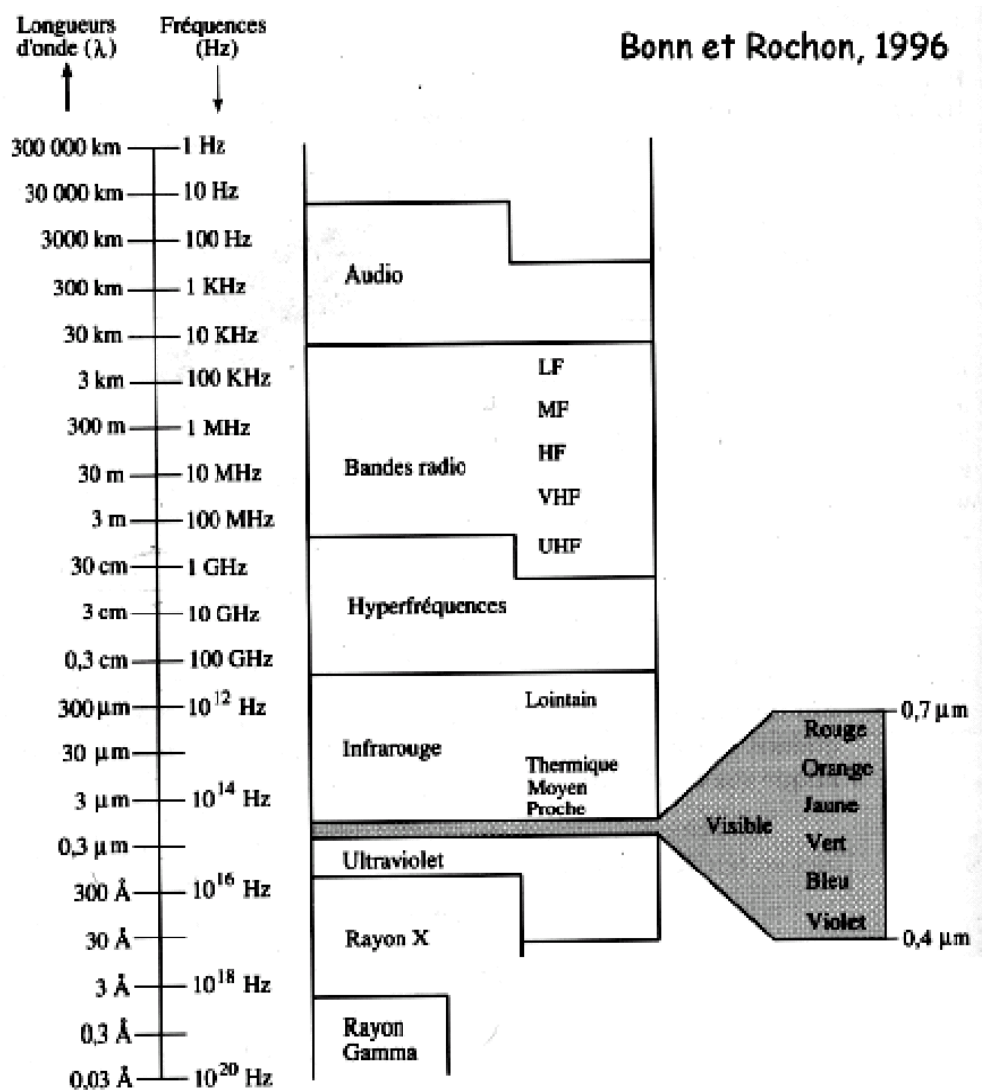 Longueurs
d'onde (λ)
Fréquences
(Hz)
Bonn et Rochon, 1996
300 000 km 1 Hz
30 000 km 10 Hz
3000 km 100 Hz
300 km 1 KHz
30 km 10 KHz
3 km 100 KHz
300 m 1 MHz
30 m 10 MHz
3 m 100 MHz
30 cm 1 GHz
3 cm 10 GHz
0,3 cm 100 GHz
300 μm 10¹² Hz
30 μm
3 μm 10¹⁴ Hz
0,3 μm
300 Å 10¹⁶ Hz
30 Å
3 Å 10¹⁸ Hz
0,3 Å
0,03 Å 10²⁰ Hz
Audio
Bandes radio
LF
MF
HF
VHF
UHF
Hyperfréquences
Infrarouge
Lointain
Thermique
Moyen
Proche
Ultraviolet
Rayon X
Rayon
Gamma
Visible
0,7 μm
Rouge
Orange
Jaune
Vert
Bleu
Violet
0,4 μm